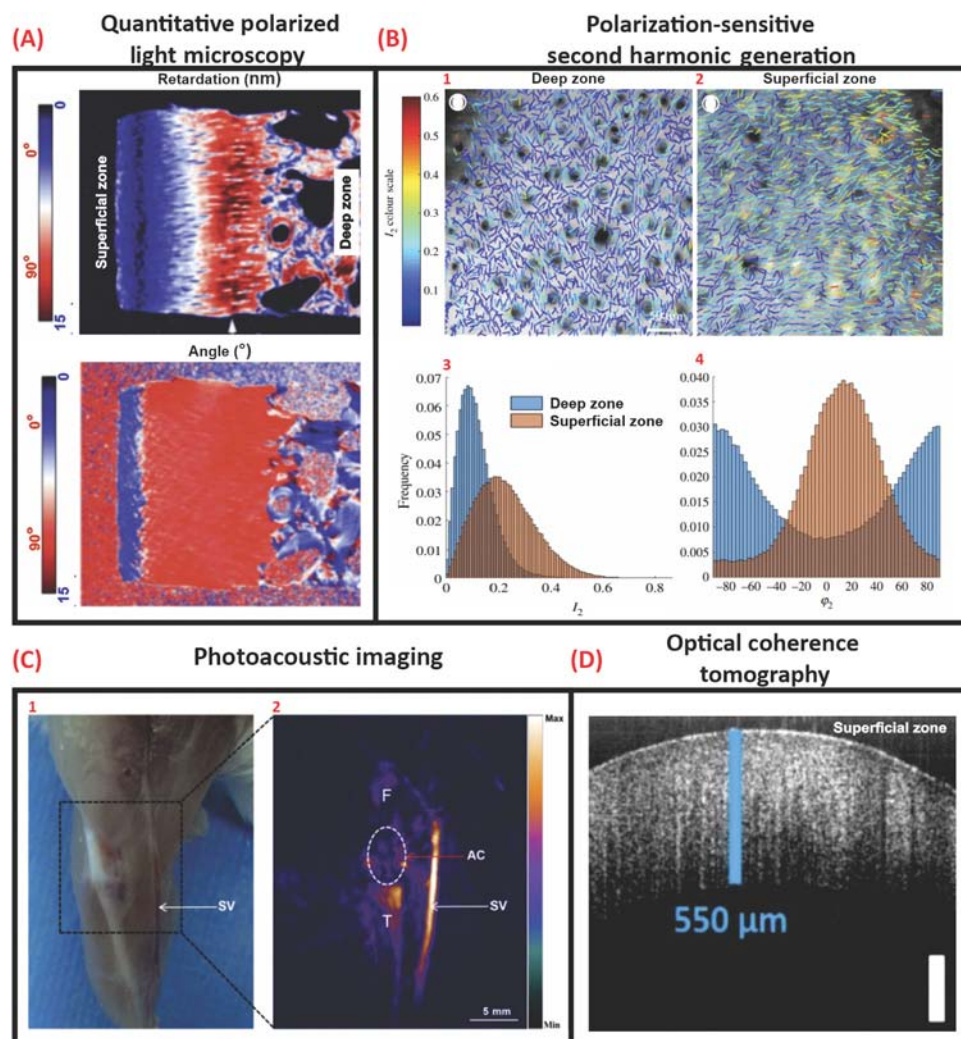 (A)
Quantitative polarized
light microscopy
Retardation (nm)
0
0°
90°
15
Superficial zone
Deep zone
Angle (°)
0
0°
90°
15
(B)
Polarization-sensitive
second harmonic generation
1
Deep zone
2
Superficial zone
0.6
0.5
0.4
0.3
0.2
0.1
I₂ colour scale
3
0.07
0.06
0.05
0.04
0.03
0.02
0.01
0
Frequency
Deep zone
Superficial zone
0 0.2 0.4 0.6 0.8
I₂
4
0.040
0.035
0.030
0.025
0.020
0.015
0.010
0.005
0
−80 −60 −40 −20 0 20 40 60 80
φ₂
(C)
Photoacoustic imaging
1
SV
2
F
AC
SV
T
5 mm
Max
Min
(D)
Optical coherence
tomography
Superficial zone
550 µm